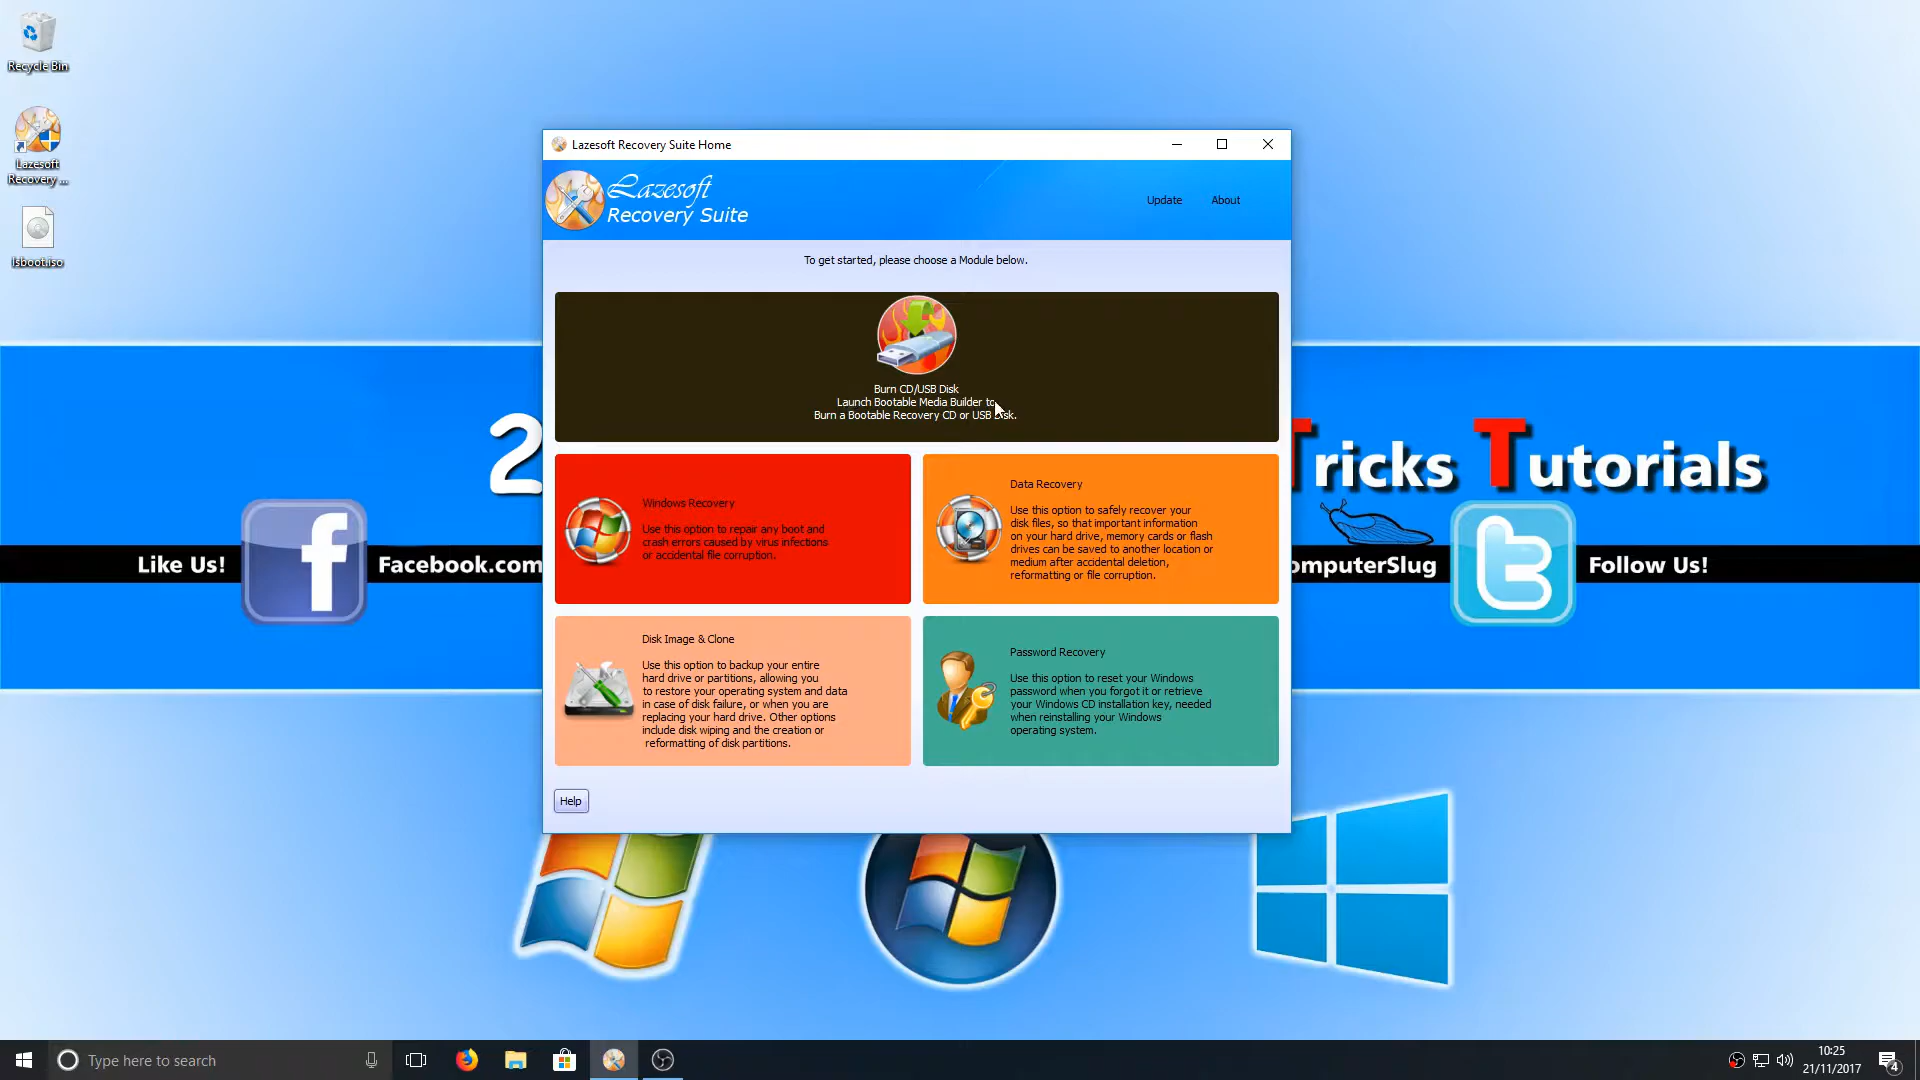 Recycle Bin
Lazesoft
Recovery ...
lsboot.iso
Lazesoft Recovery Suite Home
Lazesoft
Recovery Suite
Update
About
To get started, please choose a Module below.
Burn CD/USB Disk
Launch Bootable Media Builder to
Burn a Bootable Recovery CD or USB Disk.
Windows Recovery
Use this option to repair any boot and
crash errors caused by virus infections
or accidental file corruption.
Data Recovery
Use this option to safely recover your
disk files, so that important information
on your hard drive, memory cards or flash
drives can be saved to another location or
medium after accidental deletion,
reformatting or file corruption.
Disk Image & Clone
Use this option to backup your entire
hard drive or partitions, allowing you
to restore your operating system and data
in case of disk failure, or when you are
replacing your hard drive. Other options
include disk wiping and the creation or
reformatting of disk partitions.
Password Recovery
Use this option to reset your Windows
password when you forgot it or retrieve
your Windows CD installation key, needed
when reinstalling your Windows
operating system.
Help
2
Tricks Tutorials
Like Us!
f
Facebook.com
omputerSlug
t
Follow Us!
Type here to search
10:25
21/11/2017
4